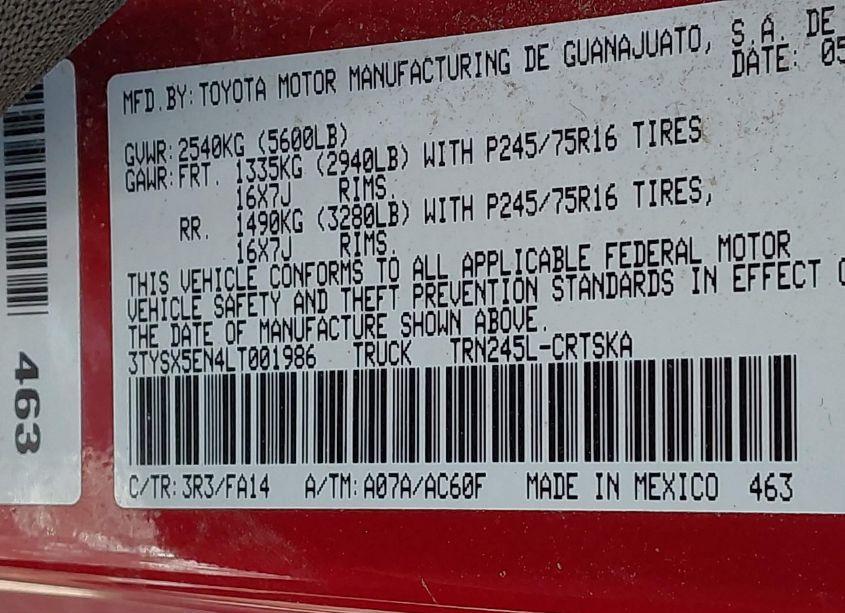 MFD.BY: TOYOTA MOTOR MANUFACTURING DE GUANAJUATO, S.A. DE
DATE: 05
GVWR: 2540KG (5600LB)
GAWR: FRT. 1335KG (2940LB) WITH P245/75R16 TIRES
16X7J RIMS.
RR. 1490KG (3280LB) WITH P245/75R16 TIRES,
16X7J RIMS.
THIS VEHICLE CONFORMS TO ALL APPLICABLE FEDERAL MOTOR
VEHICLE SAFETY AND THEFT PREVENTION STANDARDS IN EFFECT
THE DATE OF MANUFACTURE SHOWN ABOVE.
3TYSX5EN4LT001986 TRUCK TRN245L-CRTSKA
C/TR: 3R3/FA14 A/TM: A07A/AC60F MADE IN MEXICO 463
463